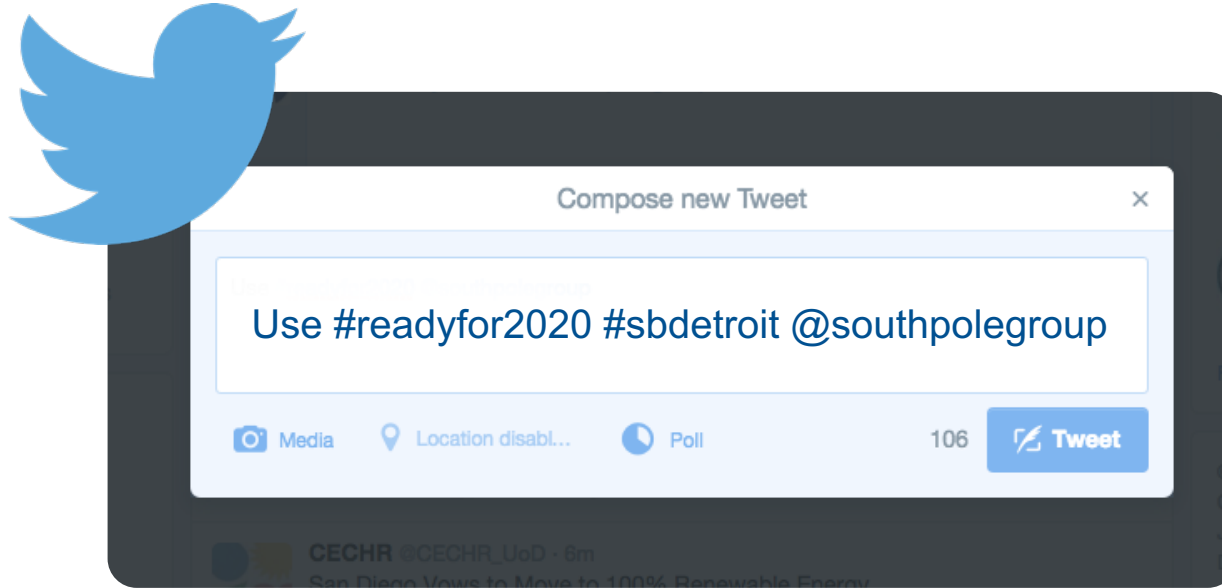 Compose new Tweet
×
Use #readyfor2020 #sbdetroit @southpolegroup
Media Location disabl... Poll 106 Tweet
CECHR @CECHR_UoD · 6m
San Diego Vows to Move to 100% Renewable Energy